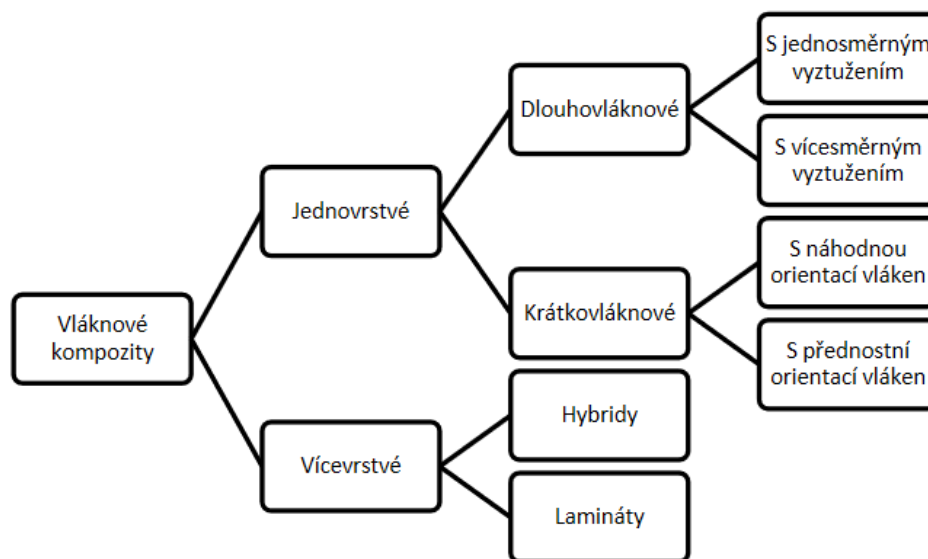 Vláknové
kompozity
Jednovrstvé
Dlouhovláknové
S jednosměrným
vyztužením
S vícesměrným
vyztužením
Krátkovláknové
S náhodnou
orientací vláken
S přednostní
orientací vláken
Vícevrstvé
Hybridy
Lamináty